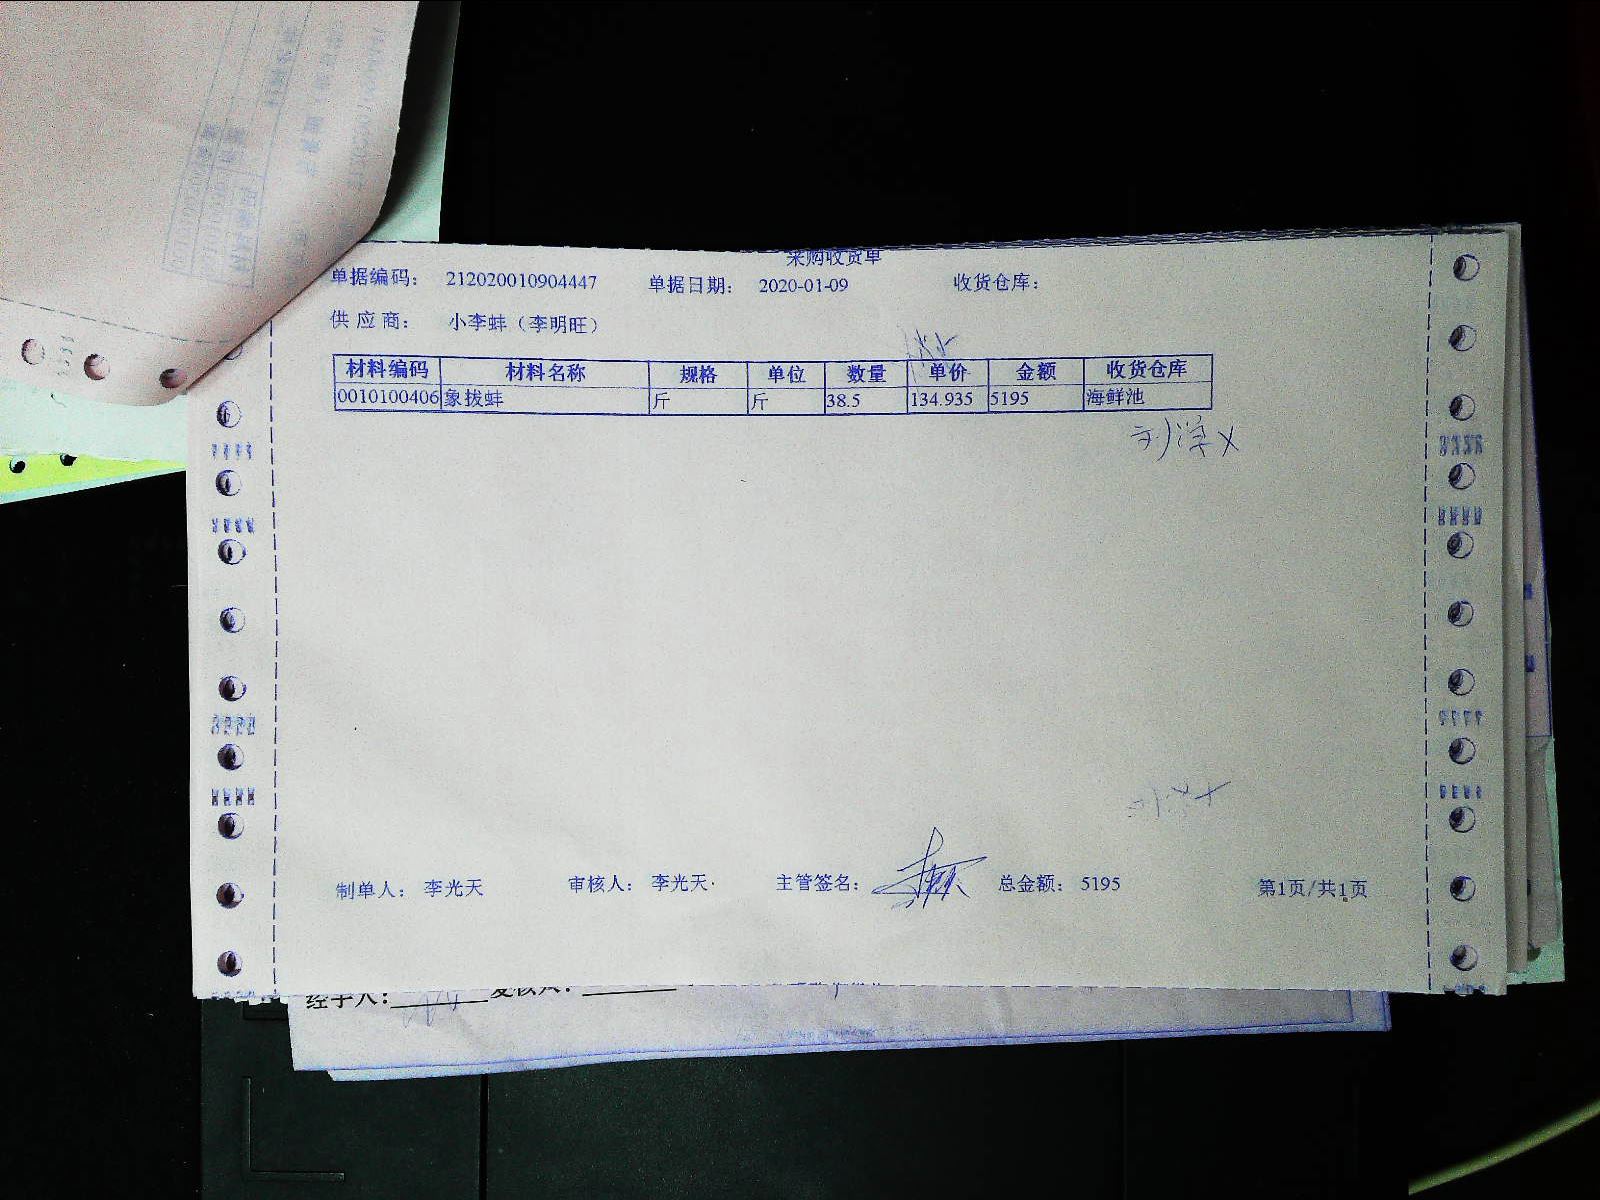 采购收货单
单据编码： 212020010904447 单据日期： 2020-01-09 收货仓库：
供 应 商： 小李蚌（李明旺）
材料编码 材料名称 规格 单位 数量 单价 金额 收货仓库
0010100406 象拔蚌 斤 斤 38.5 134.935 5195 海鲜池
制单人： 李光天 审核人： 李光天 主管签名： 总金额： 5195 第1页/共1页
经手人： 复核人：